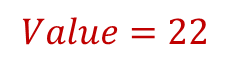 Value = 22